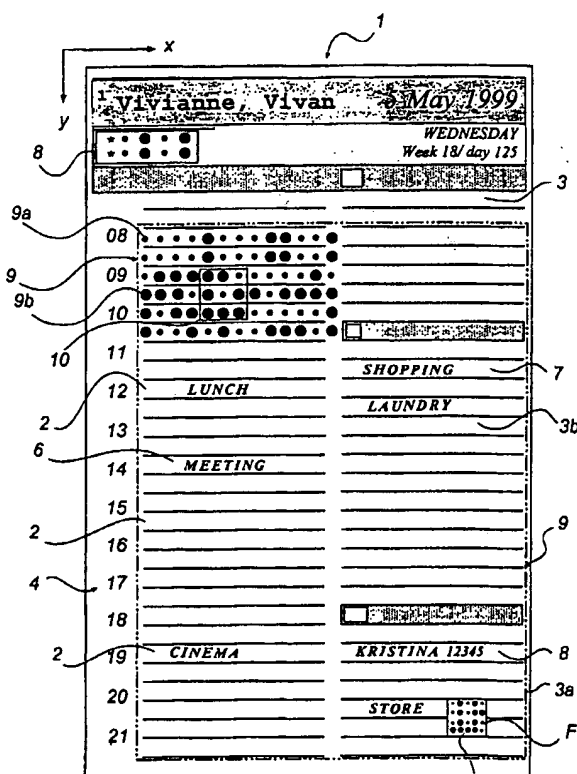 1
x
y
¹ Vivianne, Vivan 5 May 1999
WEDNESDAY
8 Week 18/ day 125
3
9a 08
9 09
9b
10
10
11
SHOPPING 7
12 LUNCH
2 LAUNDRY
13 3b
6
14 MEETING
15
2
16
9
17
4
18
2 19 CINEMA KRISTINA 12345 8
3a
20
STORE
F
21